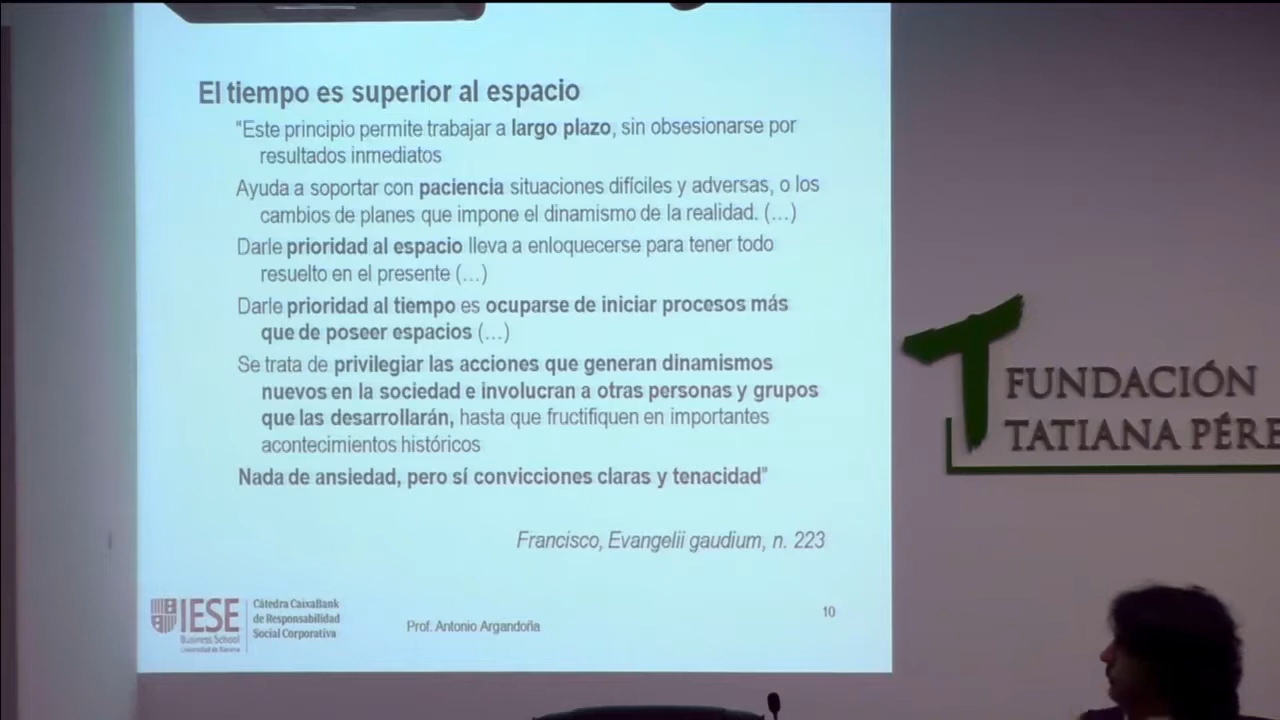 El tiempo es superior al espacio
"Este principio permite trabajar a largo plazo, sin obsesionarse por
resultados inmediatos
Ayuda a soportar con paciencia situaciones difíciles y adversas, o los
cambios de planes que impone el dinamismo de la realidad. (…)
Darle prioridad al espacio lleva a enloquecerse para tener todo
resuelto en el presente (…)
Darle prioridad al tiempo es ocuparse de iniciar procesos más
que de poseer espacios (…)
Se trata de privilegiar las acciones que generan dinamismos
nuevos en la sociedad e involucran a otras personas y grupos
que las desarrollarán, hasta que fructifiquen en importantes
acontecimientos históricos
Nada de ansiedad, pero sí convicciones claras y tenacidad"
Francisco, Evangelii gaudium, n. 223
IESE
Business School
Universidad de Navarra
Cátedra CaixaBank
de Responsabilidad
Social Corporativa
Prof. Antonio Argandoña
10
FUNDACIÓN
TATIANA PÉRE